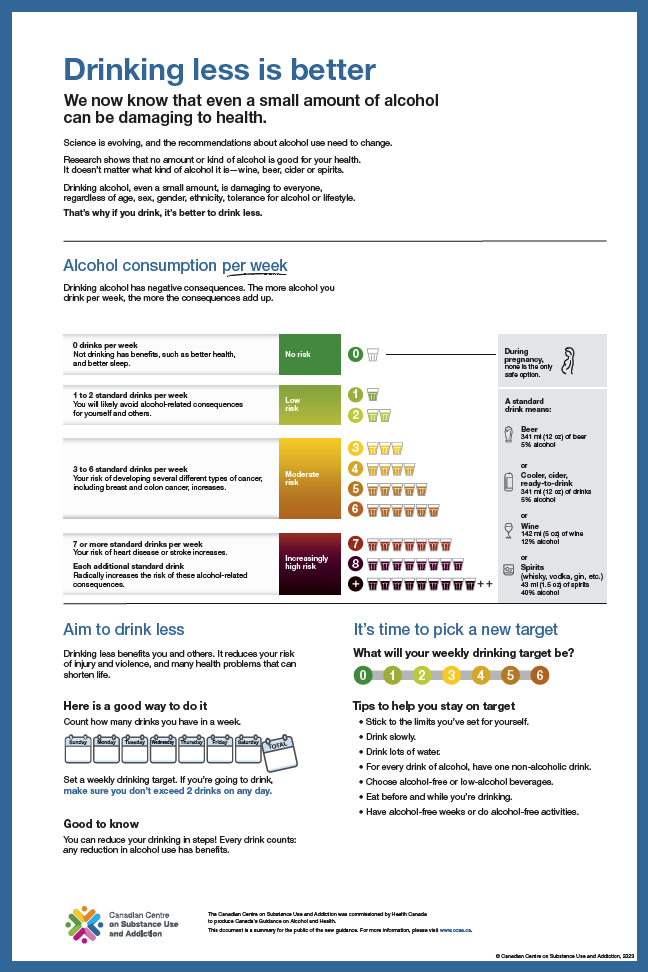 Drinking less is better
We now know that even a small amount of alcohol
can be damaging to health.
Science is evolving, and the recommendations about alcohol use need to change.
Research shows that no amount or kind of alcohol is good for your health.
It doesn't matter what kind of alcohol it is—wine, beer, cider or spirits.
Drinking alcohol, even a small amount, is damaging to everyone,
regardless of age, sex, gender, ethnicity, tolerance for alcohol or lifestyle.
That's why if you drink, it's better to drink less.
Alcohol consumption per week
Drinking alcohol has negative consequences. The more alcohol you
drink per week, the more the consequences add up.
0 drinks per week
Not drinking has benefits, such as better health,
and better sleep.
No risk
0
1 to 2 standard drinks per week
You will likely avoid alcohol-related consequences
for yourself and others.
Low
risk
1
2
3 to 6 standard drinks per week
Your risk of developing several different types of cancer,
including breast and colon cancer, increases.
Moderate
risk
3
4
5
6
7 or more standard drinks per week
Your risk of heart disease or stroke increases.
Each additional standard drink
Radically increases the risk of these alcohol-related
consequences.
Increasingly
high risk
7
8
+
++
During
pregnancy,
none is the only
safe option.
A standard
drink means:
Beer
341 ml (12 oz) of beer
5% alcohol
or
Cooler, cider,
ready-to-drink
341 ml (12 oz) of drinks
5% alcohol
or
Wine
142 ml (5 oz) of wine
12% alcohol
or
Spirits
(whisky, vodka, gin, etc.)
43 ml (1.5 oz) of spirits
40% alcohol
Aim to drink less
Drinking less benefits you and others. It reduces your risk
of injury and violence, and many health problems that can
shorten life.
Here is a good way to do it
Count how many drinks you have in a week.
Sunday Monday Tuesday Wednesday Thursday Friday Saturday TOTAL
Set a weekly drinking target. If you're going to drink,
make sure you don't exceed 2 drinks on any day.
Good to know
You can reduce your drinking in steps! Every drink counts:
any reduction in alcohol use has benefits.
It's time to pick a new target
What will your weekly drinking target be?
0 1 2 3 4 5 6
Tips to help you stay on target
• Stick to the limits you've set for yourself.
• Drink slowly.
• Drink lots of water.
• For every drink of alcohol, have one non-alcoholic drink.
• Choose alcohol-free or low-alcohol beverages.
• Eat before and while you're drinking.
• Have alcohol-free weeks or do alcohol-free activities.
Canadian Centre
on Substance Use
and Addiction
The Canadian Centre on Substance Use and Addiction was commissioned by Health Canada
to produce Canada's Guidance on Alcohol and Health.
This document is a summary for the public of the new guidance. For more information, please visit www.ccsa.ca.
© Canadian Centre on Substance Use and Addiction, 2023